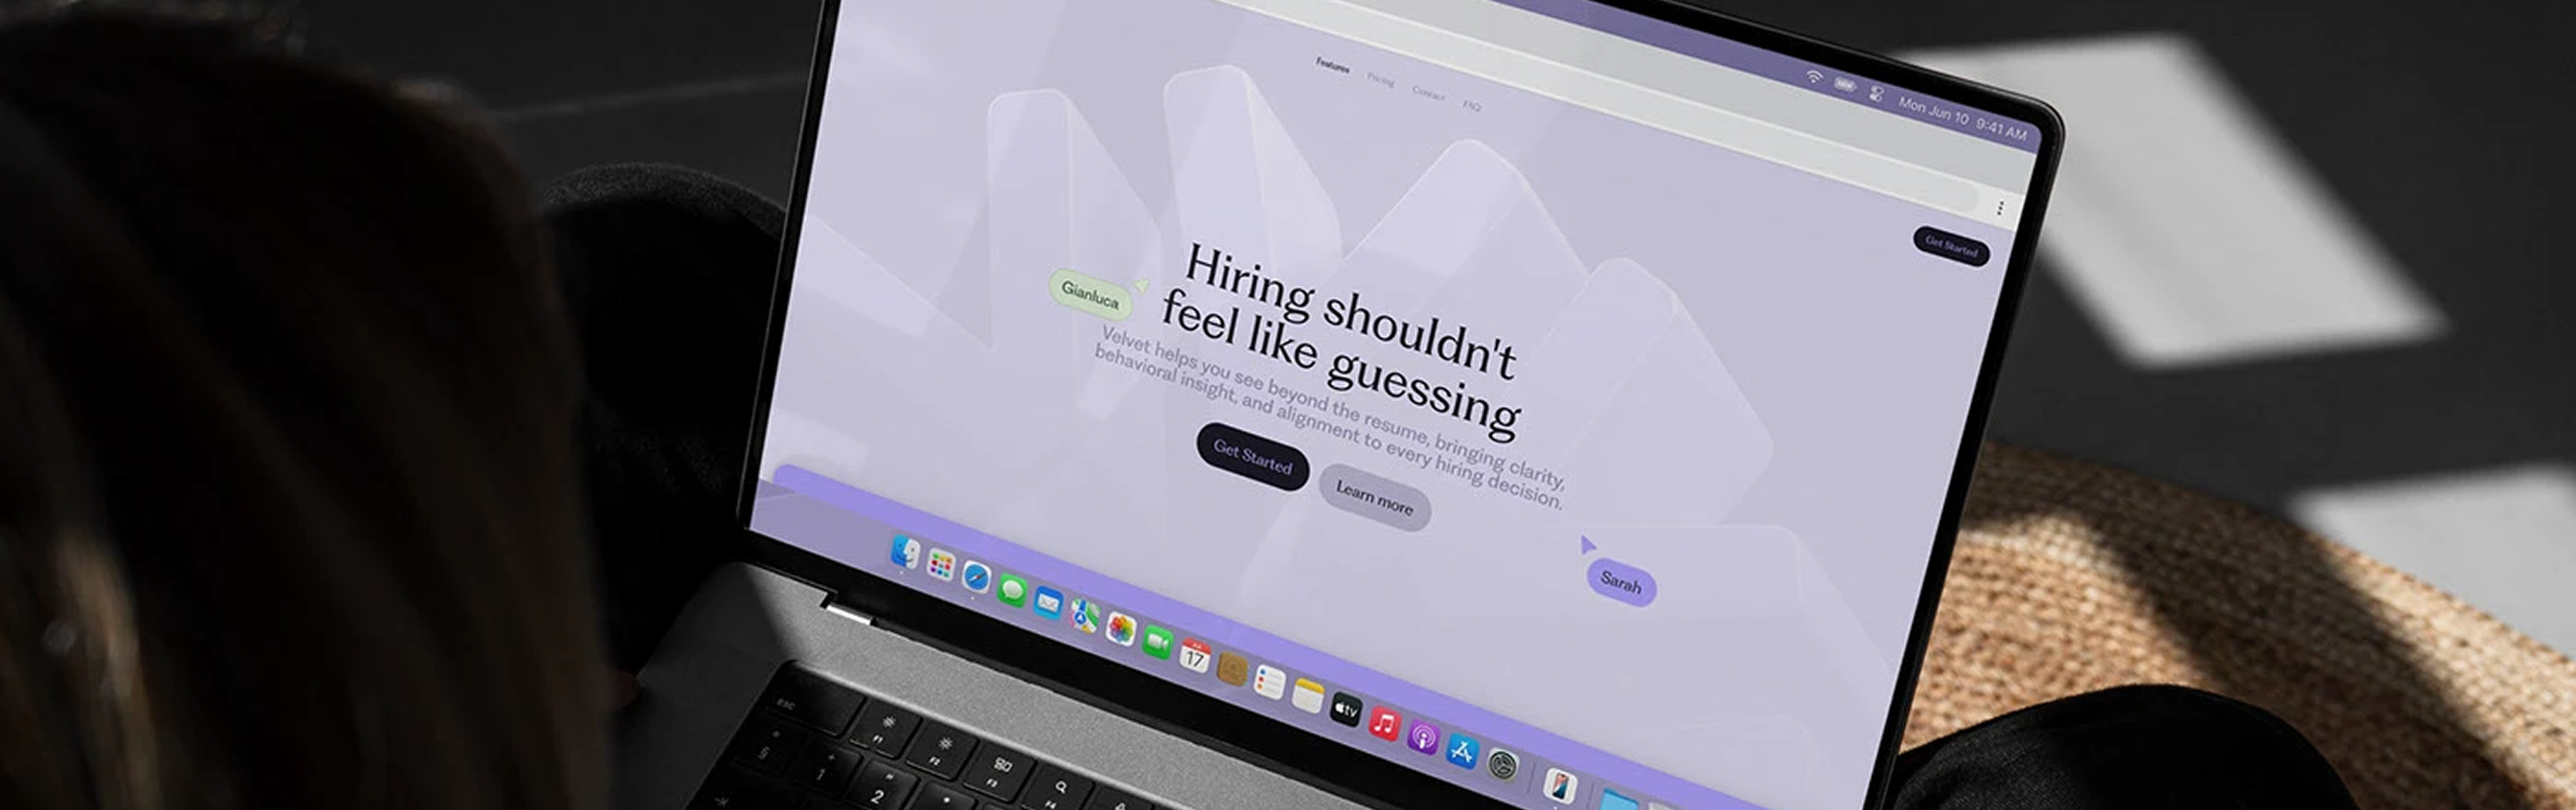 Mon Jun 10 9:41 AM
Features Pricing Contact FAQ
Get Started
Hiring shouldn't
feel like guessing
Gianluca
Velvet helps you see beyond the resume, bringing clarity,
behavioral insight, and alignment to every hiring decision.
Get Started
Learn more
Sarah
17
tv
esc
F1
F2
F3
F4
§
1
2